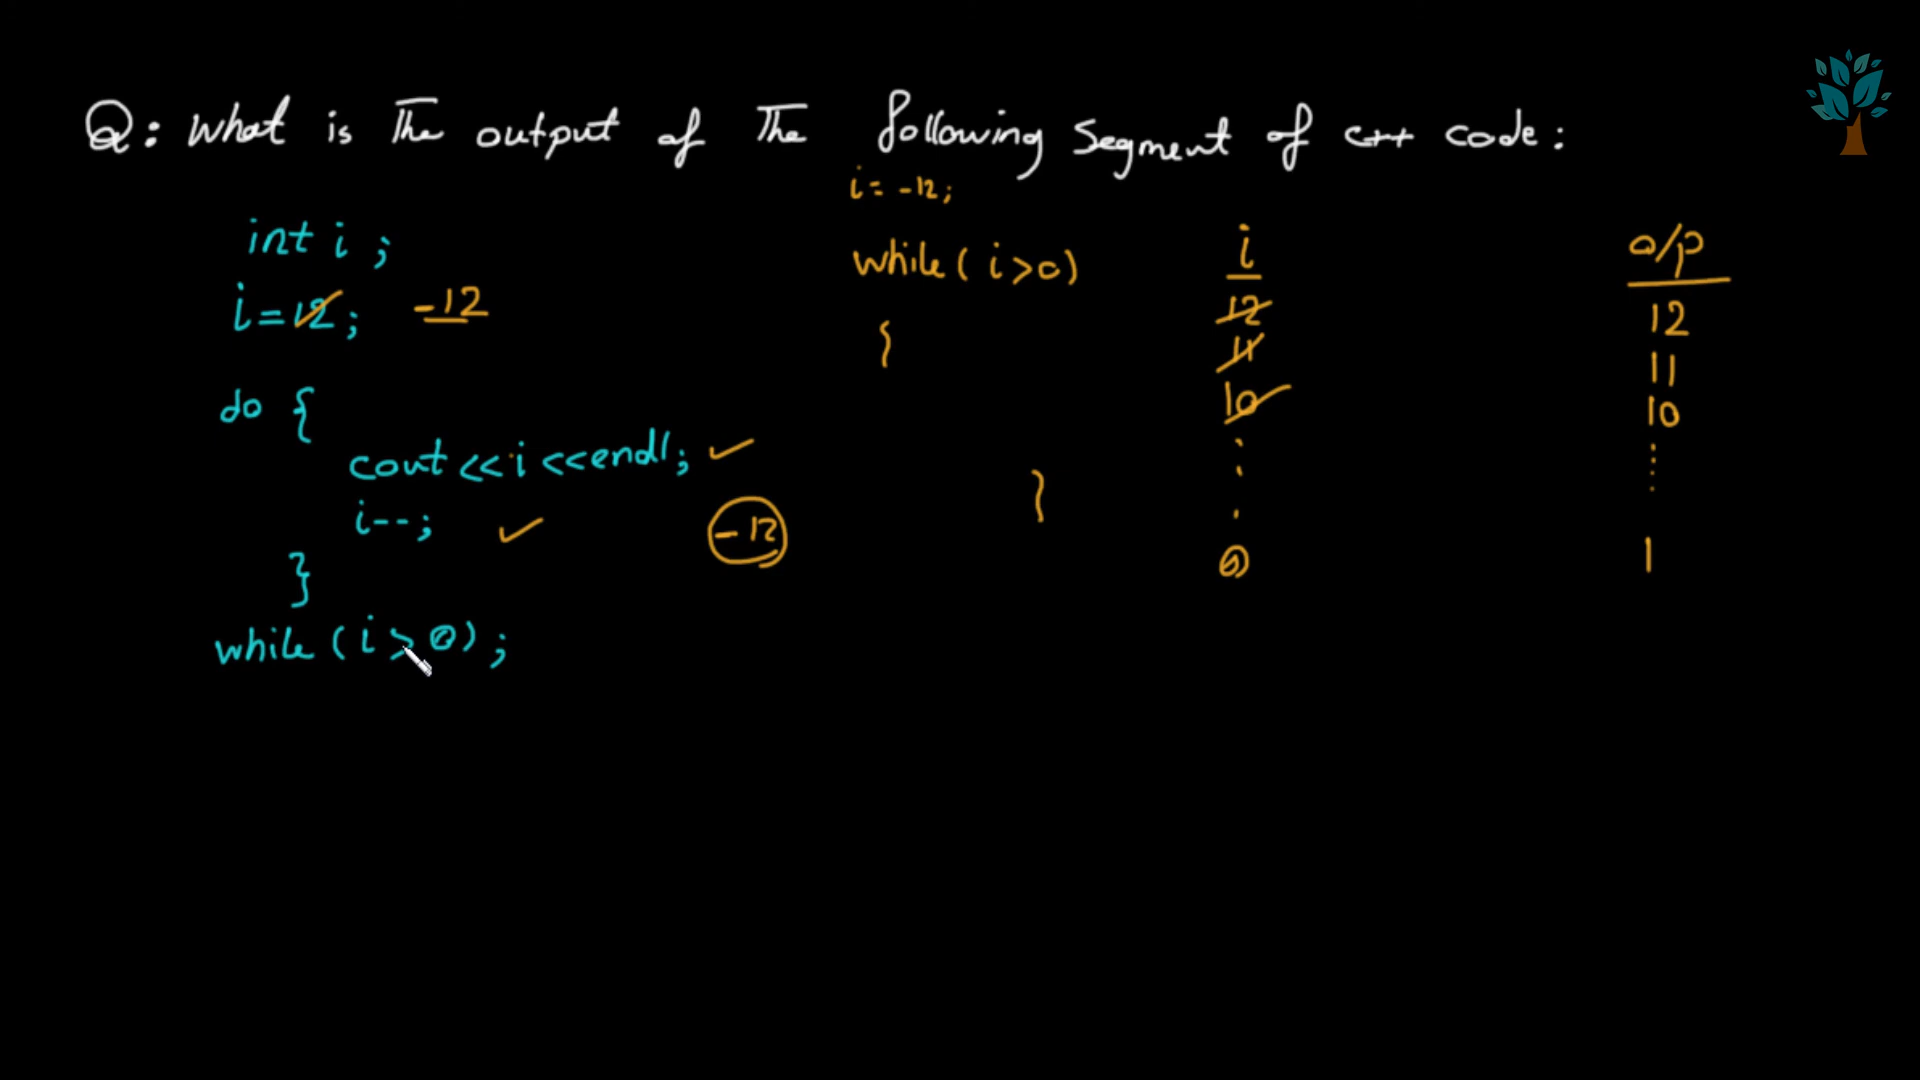 Q: What is The output of The following segment of c++ code:
int i ;
i = 12 ; -12
do {
cout << i << endl ;
i-- ; -12
}
while ( i > 0 ) ;
i = -12 ;
while ( i > 0 )
{
}
i
12
11
10
.
.
.
0
o/p
12
11
10
1